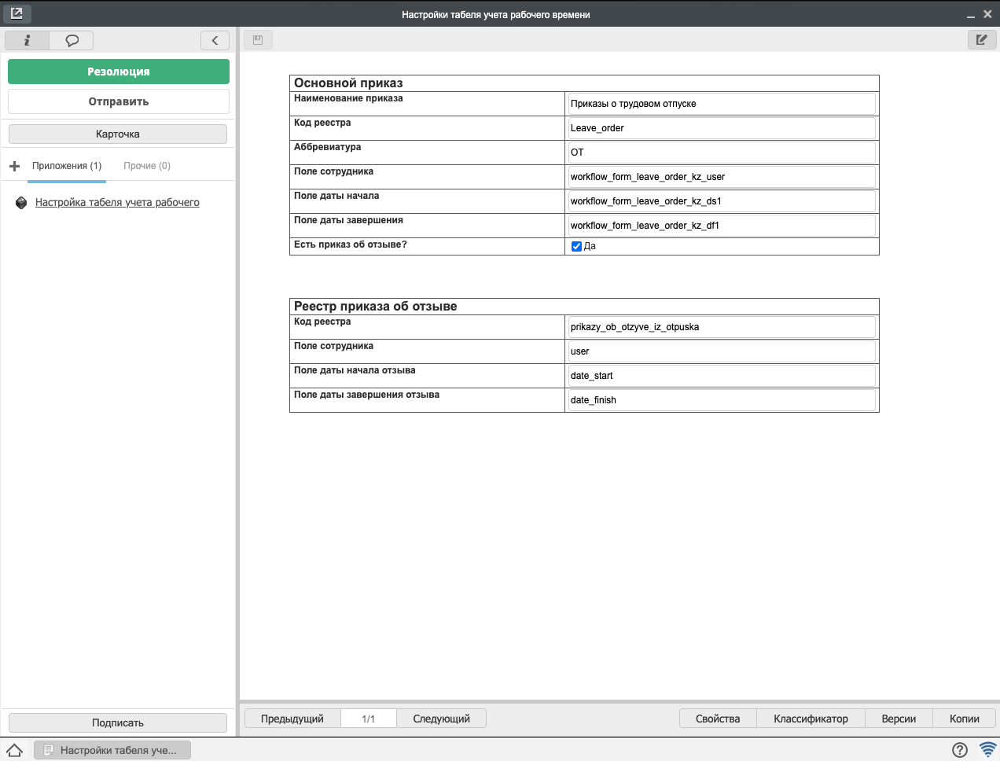 Настройки табеля учета рабочего времени
Резолюция
Отправить
Карточка
Приложения (1) Прочие (0)
Настройка табеля учета рабочего
Основной приказ
Наименование приказа Приказы о трудовом отпуске
Код реестра Leave_order
Аббревиатура ОТ
Поле сотрудника workflow_form_leave_order_kz_user
Поле даты начала workflow_form_leave_order_kz_ds1
Поле даты завершения workflow_form_leave_order_kz_df1
Есть приказ об отзыве? Да
Реестр приказа об отзыве
Код реестра prikazy_ob_otzyve_iz_otpuska
Поле сотрудника user
Поле даты начала отзыва date_start
Поле даты завершения отзыва date_finish
Подписать
Предыдущий 1/1 Следующий Свойства Классификатор Версии Копии
Настройки табеля уче...